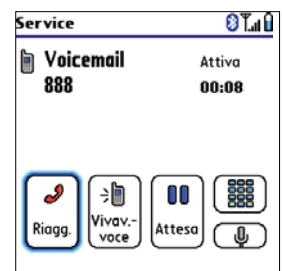 Service
Voicemail Attiva
888 00:08
Riagg.
Vivav.-
voce
Attesa